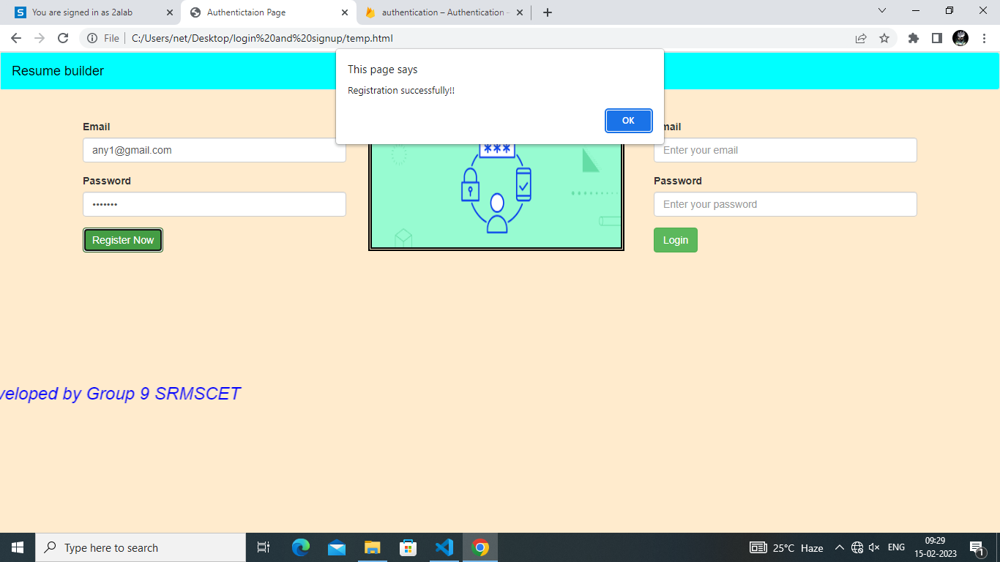 You are signed in as 2alab
Authentictaion Page
authentication – Authentication -
File
C:/Users/net/Desktop/login%20and%20signup/temp.html
Resume builder
This page says
Registration successfully!!
OK
Email
any1@gmail.com
Password
•••••••
Register Now
***
mail
Enter your email
Password
Enter your password
Login
veloped by Group 9 SRMSCET
Type here to search
25°C Haze
ENG
09:29
15-02-2023
1